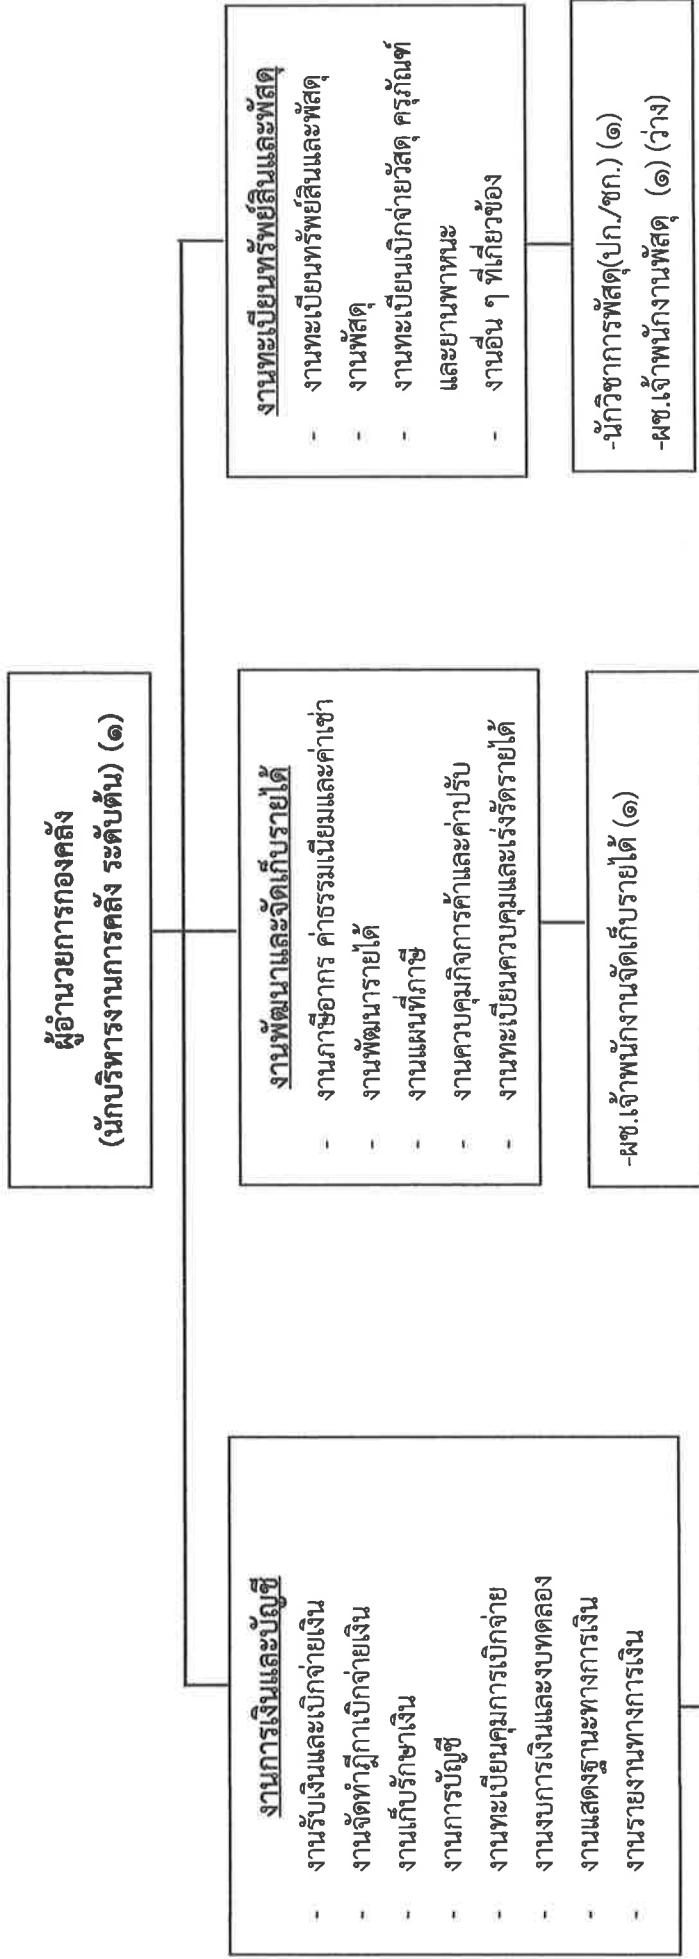 ผู้อำนวยการกองคลัง
(นักบริหารงานการคลัง ระดับต้น) (๑)
งานการเงินและบัญชี
- งานรับเงินและเบิกจ่ายเงิน
- งานจัดทำฎีกาเบิกจ่ายเงิน
- งานเก็บรักษาเงิน
- งานการบัญชี
- งานทะเบียนคุมการเบิกจ่าย
- งานงบการเงินและงบทดลอง
- งานแสดงฐานะทางการเงิน
- งานรายงานทางการเงิน
งานพัฒนาและจัดเก็บรายได้
- งานภาษีอากร ค่าธรรมเนียมและค่าเช่า
- งานพัฒนารายได้
- งานแผนที่ภาษี
- งานควบคุมกิจการค้าและค่าปรับ
- งานทะเบียนควบคุมและเร่งรัดรายได้
-ผช.เจ้าพนักงานจัดเก็บรายได้ (๑)
งานทะเบียนทรัพย์สินและพัสดุ
- งานทะเบียนทรัพย์สินและพัสดุ
- งานพัสดุ
- งานทะเบียนเบิกจ่ายวัสดุ ครุภัณฑ์
และยานพาหนะ
- งานอื่น ๆ ที่เกี่ยวข้อง
-นักวิชาการพัสดุ(ปก./ชก.) (๑)
-ผช.เจ้าพนักงานพัสดุ (๑) (ว่าง)